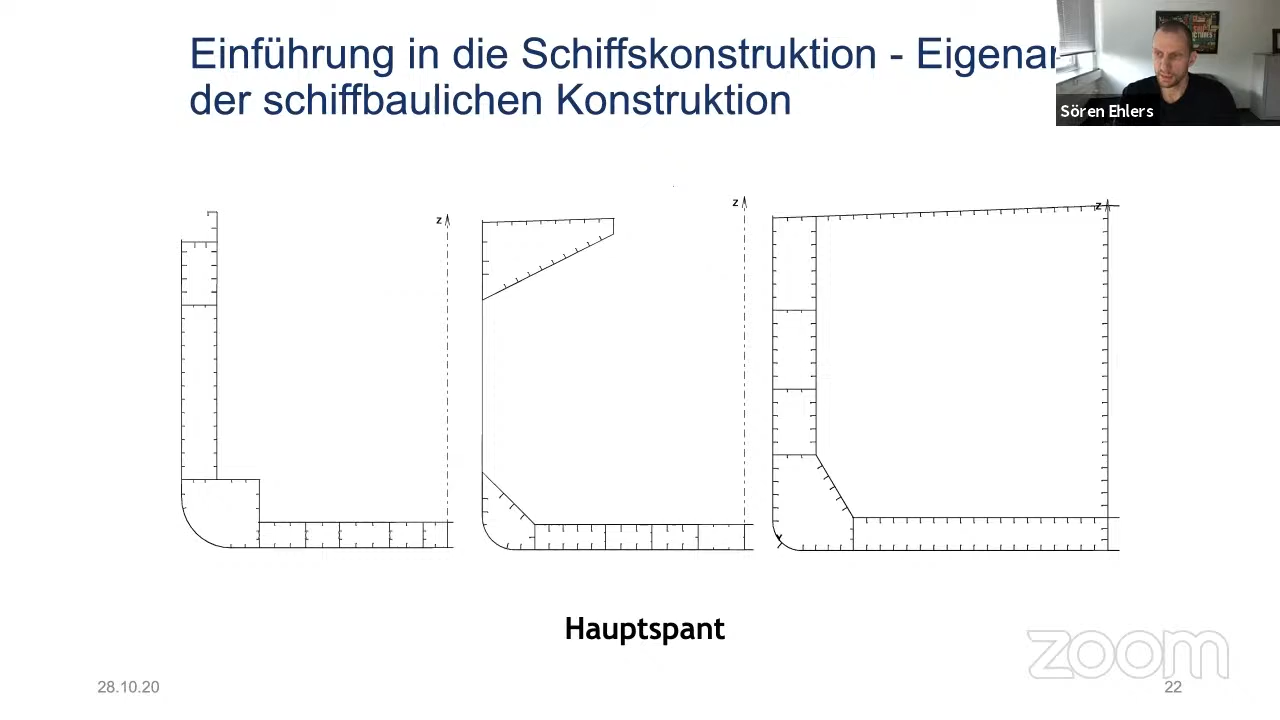 Einführung in die Schiffskonstruktion - Eigenar
der schiffbaulichen Konstruktion
Sören Ehlers
z
z
z
Hauptspant
zoom
28.10.20
22